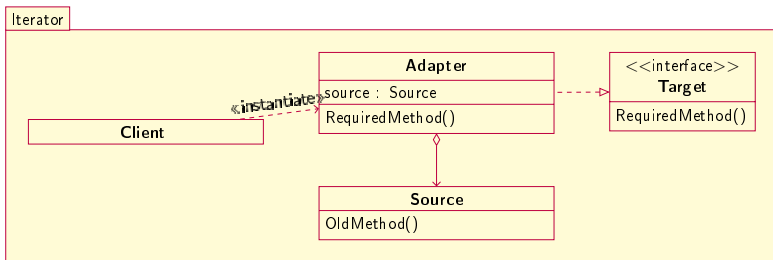 Iterator
Adapter
source : Source
RequiredMethod()
<<interface>>
Target
RequiredMethod()
«instantiate»
Client
Source
OldMethod()